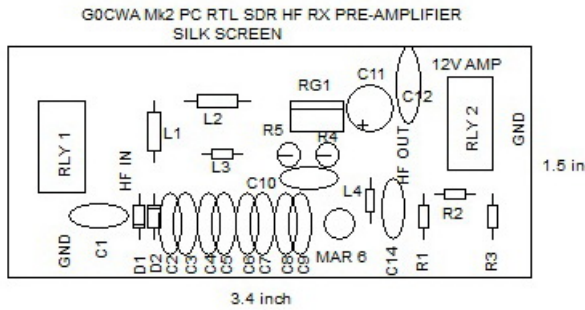 G0CWA Mk2 PC RTL SDR HF RX PRE-AMPLIFIER
SILK SCREEN
RLY 1
L1
L2
L3
HF IN
RG1
C11
C12
12V AMP
RLY 2
GND
R5
R4
HF OUT
C10
L4
R2
1.5 in
GND
C1
D1
D2
C2
C3
C4
C5
C6
C7
C8
C9
MAR 6
C14
R1
R3
3.4 inch